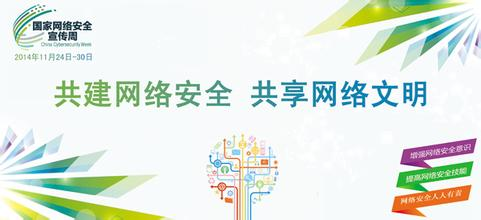 国家网络安全
宣传周
China Cybersecurity Week
2014年11月24日-30日
共建网络安全 共享网络文明
增强网络安全意识
提高网络安全技能
网络安全人人有责